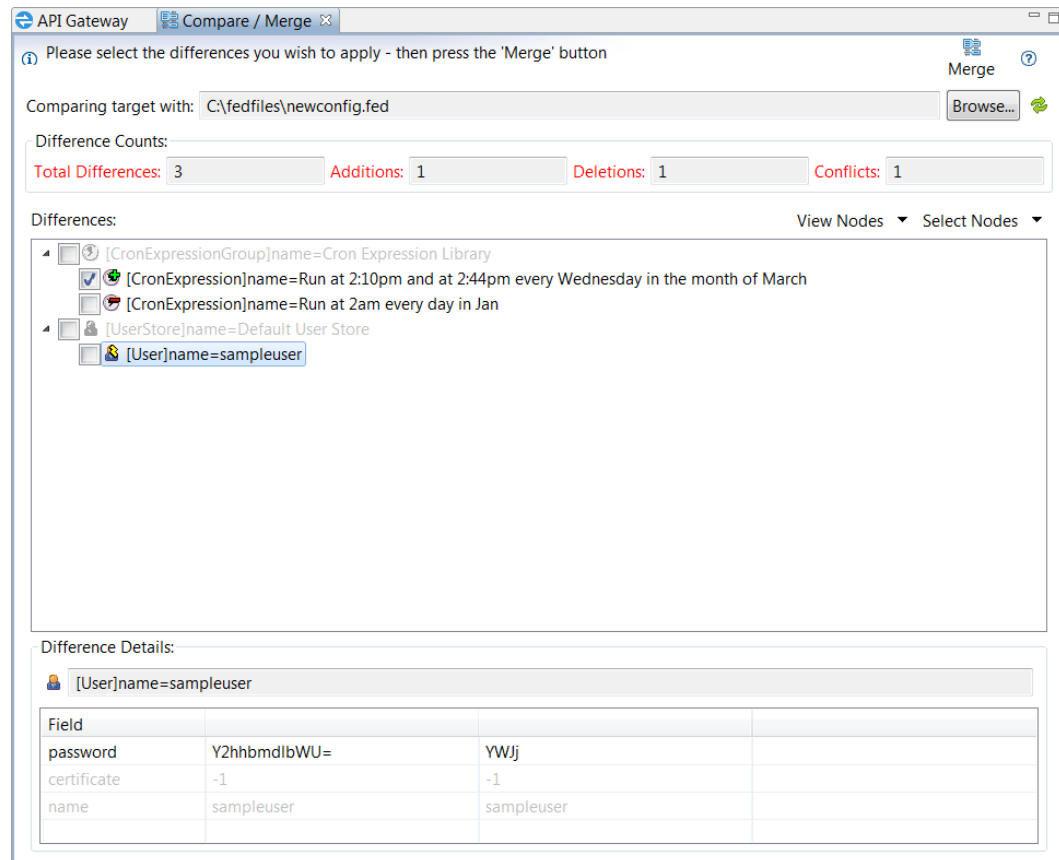 API Gateway Compare / Merge
Please select the differences you wish to apply - then press the 'Merge' button
Merge
Comparing target with: C:\fedfiles\newconfig.fed Browse...
Difference Counts:
Total Differences: 3 Additions: 1 Deletions: 1 Conflicts: 1
Differences: View Nodes Select Nodes
[CronExpressionGroup]name=Cron Expression Library
[CronExpression]name=Run at 2:10pm and at 2:44pm every Wednesday in the month of March
[CronExpression]name=Run at 2am every day in Jan
[UserStore]name=Default User Store
[User]name=sampleuser
Difference Details:
[User]name=sampleuser
Field
password Y2hhbmdlbWU= YWJj
certificate -1 -1
name sampleuser sampleuser